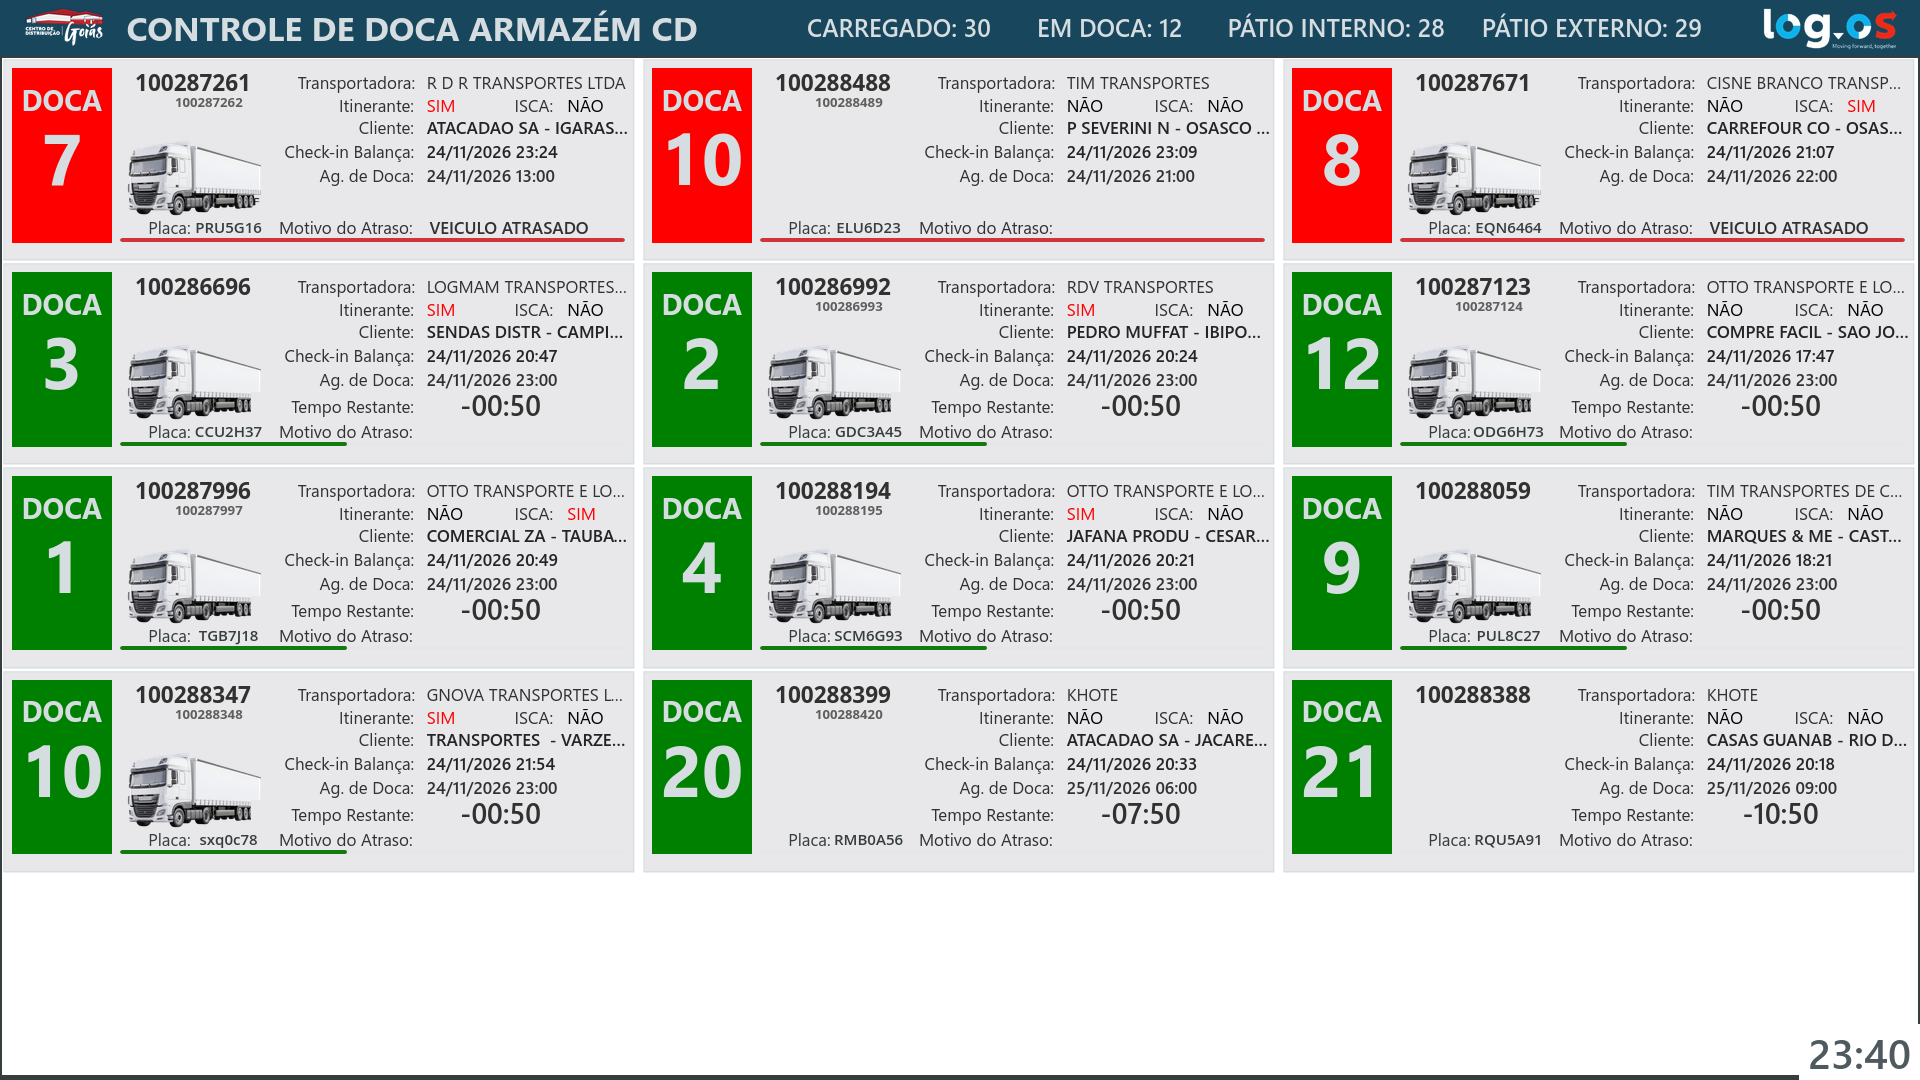 CENTRO DE DISTRIBUIÇÃO Goiás
CONTROLE DE DOCA ARMAZÉM CD
CARREGADO: 30 EM DOCA: 12 PÁTIO INTERNO: 28 PÁTIO EXTERNO: 29
log.os
Moving forward, together
DOCA
7
100287261
100287262
Transportadora: R D R TRANSPORTES LTDA
Itinerante: SIM ISCA: NÃO
Cliente: ATACADAO SA - IGARAS...
Check-in Balança: 24/11/2026 23:24
Ag. de Doca: 24/11/2026 13:00
Placa: PRU5G16 Motivo do Atraso: VEICULO ATRASADO
DOCA
10
100288488
100288489
Transportadora: TIM TRANSPORTES
Itinerante: NÃO ISCA: NÃO
Cliente: P SEVERINI N - OSASCO ...
Check-in Balança: 24/11/2026 23:09
Ag. de Doca: 24/11/2026 21:00
Placa: ELU6D23 Motivo do Atraso:
DOCA
8
100287671
Transportadora: CISNE BRANCO TRANSP...
Itinerante: NÃO ISCA: SIM
Cliente: CARREFOUR CO - OSAS...
Check-in Balança: 24/11/2026 21:07
Ag. de Doca: 24/11/2026 22:00
Placa: EQN6464 Motivo do Atraso: VEICULO ATRASADO
DOCA
3
100286696
Transportadora: LOGMAM TRANSPORTES...
Itinerante: SIM ISCA: NÃO
Cliente: SENDAS DISTR - CAMPI...
Check-in Balança: 24/11/2026 20:47
Ag. de Doca: 24/11/2026 23:00
Tempo Restante: -00:50
Placa: CCU2H37 Motivo do Atraso:
DOCA
2
100286992
100286993
Transportadora: RDV TRANSPORTES
Itinerante: SIM ISCA: NÃO
Cliente: PEDRO MUFFAT - IBIPO...
Check-in Balança: 24/11/2026 20:24
Ag. de Doca: 24/11/2026 23:00
Tempo Restante: -00:50
Placa: GDC3A45 Motivo do Atraso:
DOCA
12
100287123
100287124
Transportadora: OTTO TRANSPORTE E LO...
Itinerante: NÃO ISCA: NÃO
Cliente: COMPRE FACIL - SAO JO...
Check-in Balança: 24/11/2026 17:47
Ag. de Doca: 24/11/2026 23:00
Tempo Restante: -00:50
Placa: ODG6H73 Motivo do Atraso:
DOCA
1
100287996
100287997
Transportadora: OTTO TRANSPORTE E LO...
Itinerante: NÃO ISCA: SIM
Cliente: COMERCIAL ZA - TAUBA...
Check-in Balança: 24/11/2026 20:49
Ag. de Doca: 24/11/2026 23:00
Tempo Restante: -00:50
Placa: TGB7J18 Motivo do Atraso:
DOCA
4
100288194
100288195
Transportadora: OTTO TRANSPORTE E LO...
Itinerante: SIM ISCA: NÃO
Cliente: JAFANA PRODU - CESAR...
Check-in Balança: 24/11/2026 20:21
Ag. de Doca: 24/11/2026 23:00
Tempo Restante: -00:50
Placa: SCM6G93 Motivo do Atraso:
DOCA
9
100288059
Transportadora: TIM TRANSPORTES DE C...
Itinerante: NÃO ISCA: NÃO
Cliente: MARQUES & ME - CAST...
Check-in Balança: 24/11/2026 18:21
Ag. de Doca: 24/11/2026 23:00
Tempo Restante: -00:50
Placa: PUL8C27 Motivo do Atraso:
DOCA
10
100288347
100288348
Transportadora: GNOVA TRANSPORTES L...
Itinerante: SIM ISCA: NÃO
Cliente: TRANSPORTES - VARZE...
Check-in Balança: 24/11/2026 21:54
Ag. de Doca: 24/11/2026 23:00
Tempo Restante: -00:50
Placa: sxq0c78 Motivo do Atraso:
DOCA
20
100288399
100288420
Transportadora: KHOTE
Itinerante: NÃO ISCA: NÃO
Cliente: ATACADAO SA - JACARE...
Check-in Balança: 24/11/2026 20:33
Ag. de Doca: 25/11/2026 06:00
Tempo Restante: -07:50
Placa: RMB0A56 Motivo do Atraso:
DOCA
21
100288388
Transportadora: KHOTE
Itinerante: NÃO ISCA: NÃO
Cliente: CASAS GUANAB - RIO D...
Check-in Balança: 24/11/2026 20:18
Ag. de Doca: 25/11/2026 09:00
Tempo Restante: -10:50
Placa: RQU5A91 Motivo do Atraso:
23:40